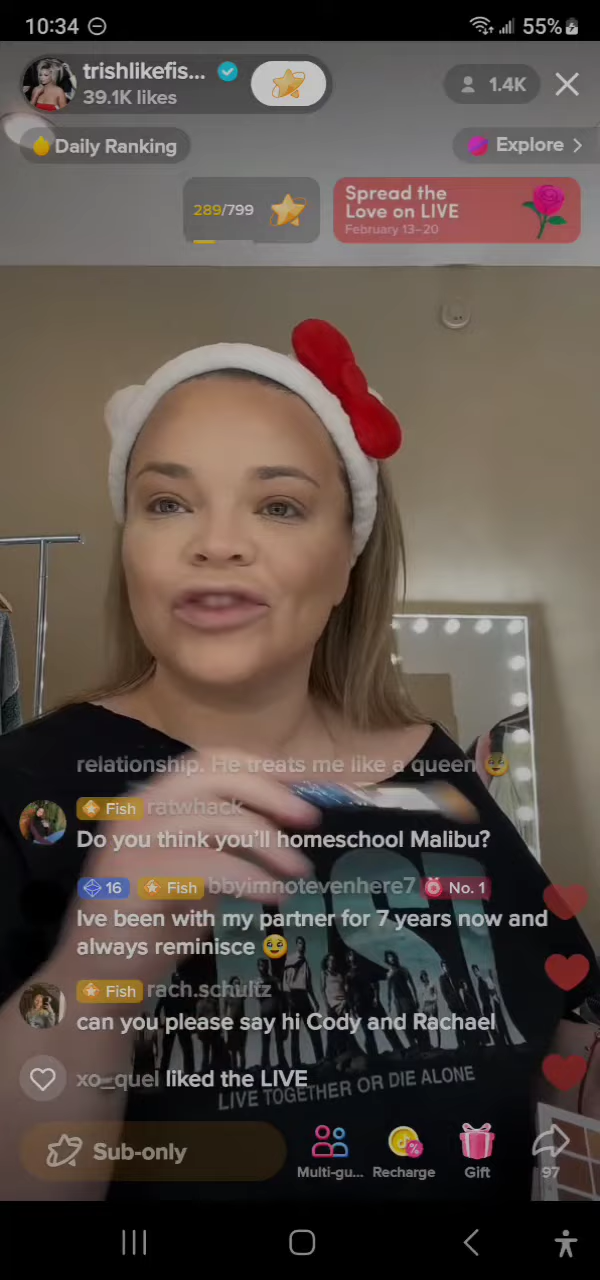 10:34
55%
trishlikefis...
39.1K likes
1.4K
Daily Ranking
Explore >
289/799
Spread the
Love on LIVE
February 13–20
relationship. He treats me like a queen 🥹
Fish ratwhack
Do you think you'll homeschool Malibu?
16 Fish bbyimnotevenhere7 No. 1
Ive been with my partner for 7 years now and
always reminisce 🥹
Fish rach.schultz
can you please say hi Cody and Rachael
xo_quel liked the LIVE
LIVE TOGETHER OR DIE ALONE
Sub-only
Multi-gu...
Recharge
Gift
97